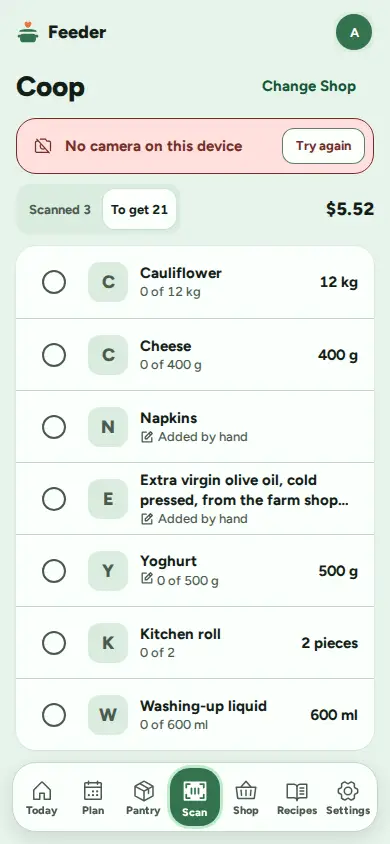 Feeder
A
Coop
Change Shop
No camera on this device
Try again
Scanned 3
To get 21
$5.52
C
Cauliflower
0 of 12 kg
12 kg
C
Cheese
0 of 400 g
400 g
N
Napkins
Added by hand
E
Extra virgin olive oil, cold
pressed, from the farm shop...
Added by hand
Y
Yoghurt
0 of 500 g
500 g
K
Kitchen roll
0 of 2
2 pieces
W
Washing-up liquid
0 of 600 ml
600 ml
Today
Plan
Pantry
Scan
Shop
Recipes
Settings